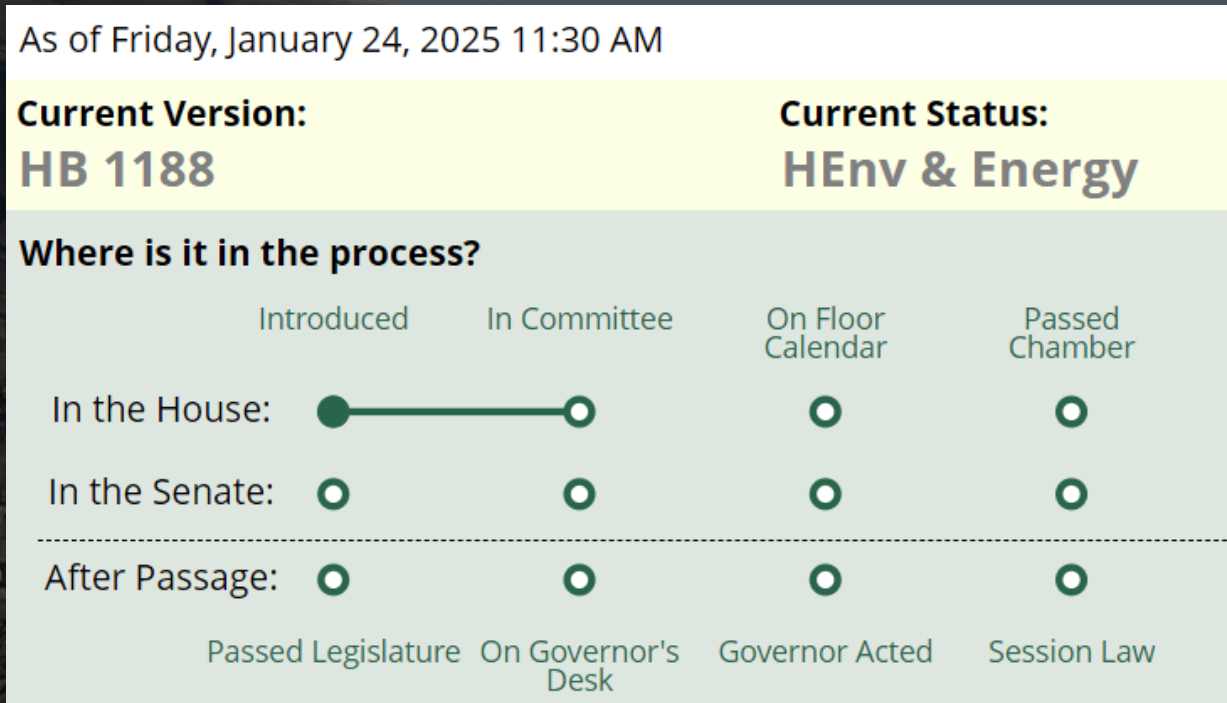 As of Friday, January 24, 2025 11:30 AM
Current Version:
Current Status:
HB 1188
HEnv & Energy
Where is it in the process?
Introduced
In Committee
On Floor
Calendar
Passed
Chamber
In the House:
In the Senate:
After Passage:
Passed Legislature
On Governor's
Desk
Governor Acted
Session Law